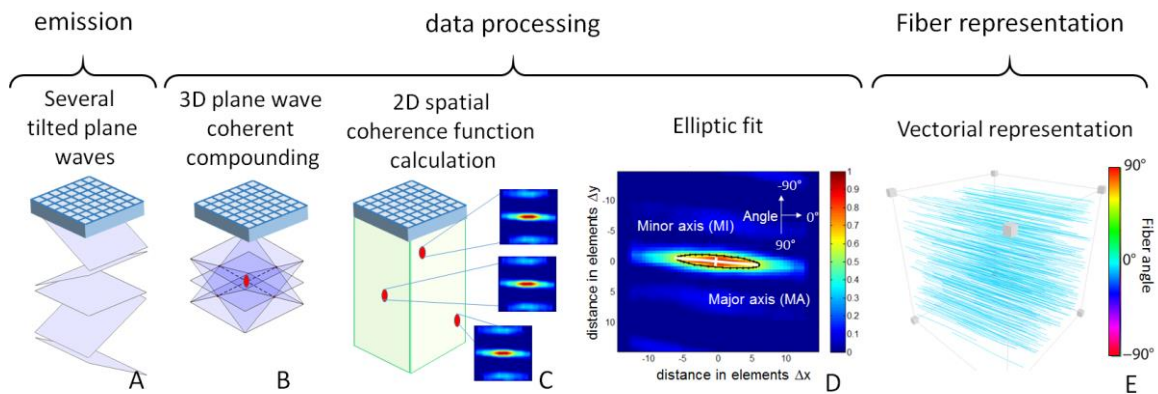 emission
data processing
Fiber representation
Several
tilted plane
waves
3D plane wave
coherent
compounding
2D spatial
coherence function
calculation
Elliptic fit
Vectorial representation
A
B
C
distance in elements Δy
-10
-5
0
5
10
-10 -5 0 5 10
distance in elements Δx
Minor axis (MI)
Major axis (MA)
-90°
Angle
0°
90°
1
0.9
0.8
0.7
0.6
0.5
0.4
0.3
0.2
0.1
0
D
90°
0°
−90°
Fiber angle
E